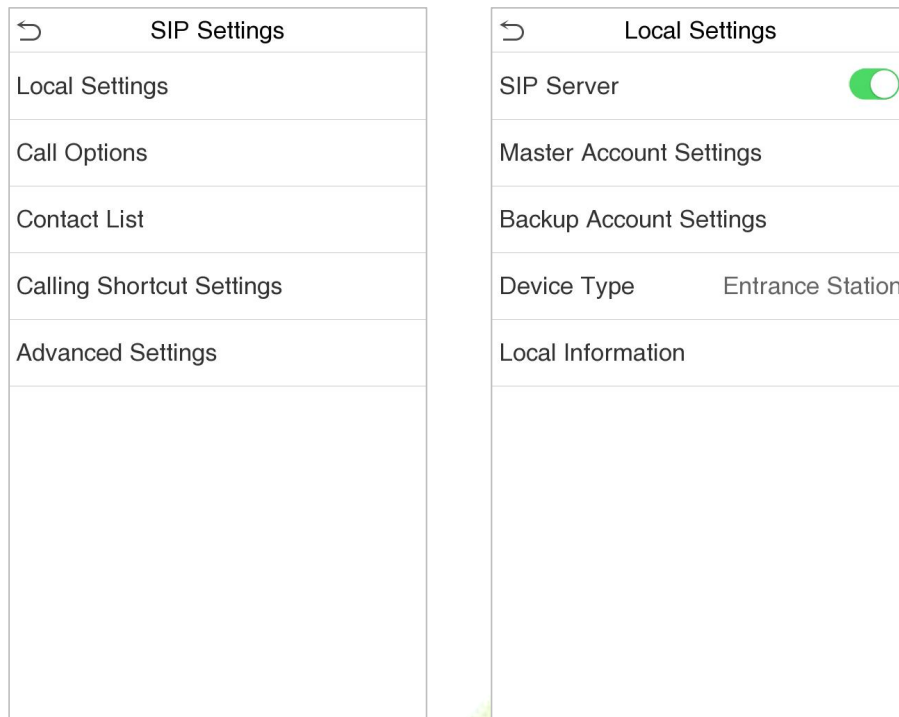 SIP Settings
Local Settings
Call Options
Contact List
Calling Shortcut Settings
Advanced Settings
Local Settings
SIP Server
Master Account Settings
Backup Account Settings
Device Type Entrance Station
Local Information